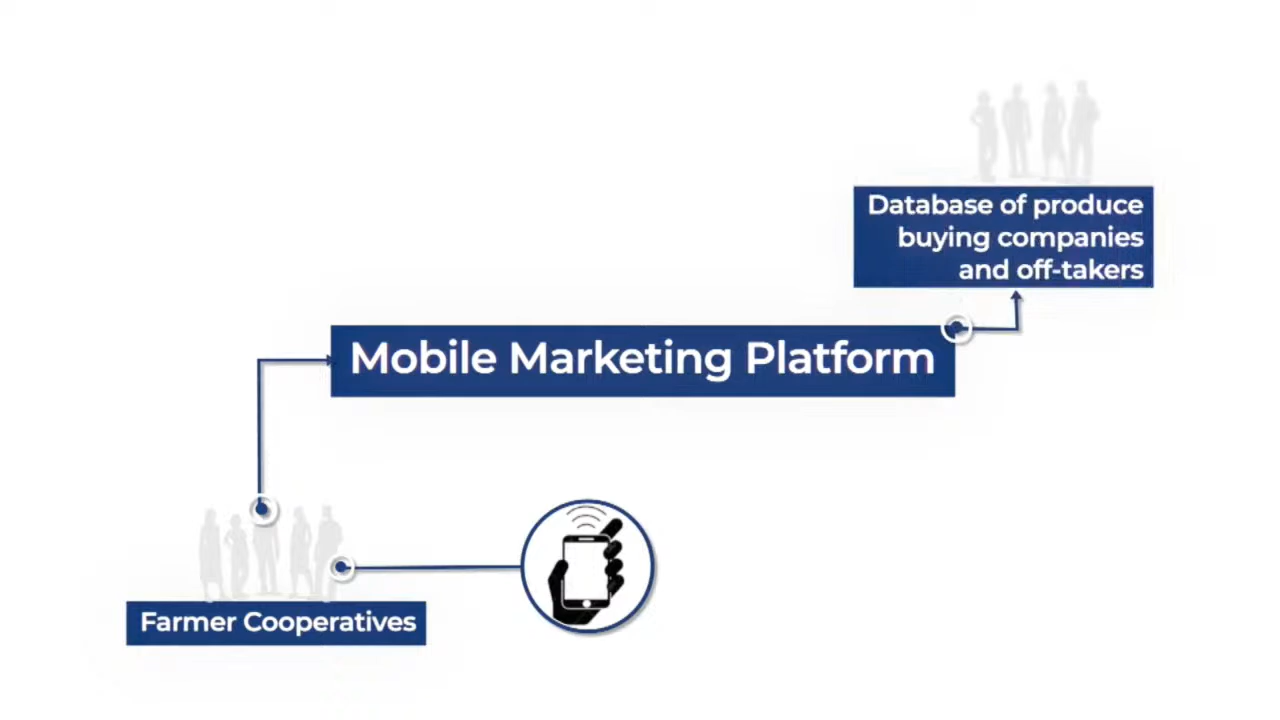 Database of produce
buying companies
and off-takers
Mobile Marketing Platform
Farmer Cooperatives